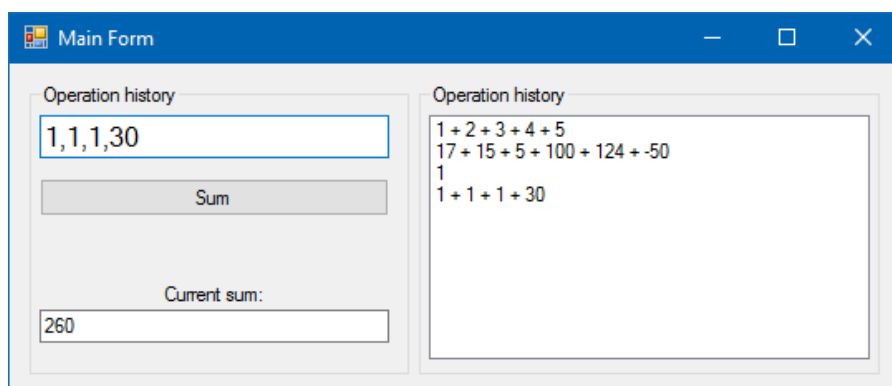 Main Form
Operation history
1,1,1,30
Sum
Current sum:
260
Operation history
1 + 2 + 3 + 4 + 5
17 + 15 + 5 + 100 + 124 + -50
1
1 + 1 + 1 + 30